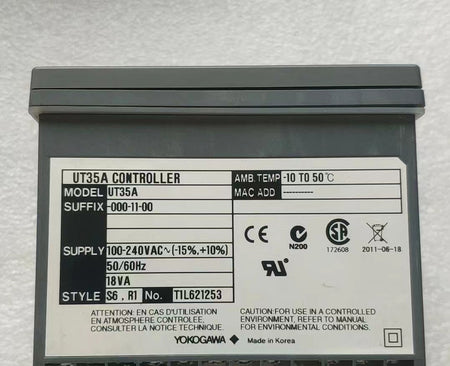 UT35A CONTROLLER
MODEL UT35A
SUFFIX -000-11-00
SUPPLY 100-240VAC~(-15%,+10%)
50/60Hz
18VA
STYLE S6 . R1 No. T1L621253
AMB.TEMP -10 TO 50℃
MAC ADD ----------
CE
N200
SA
172608
2011-06-18
ATTENTION: EN CAS D'UTILISATION
EN ATMOSPHERE CONTROLEE,
CONSULTER LA NOTICE TECHNIQUE.
CAUTION:FOR USE IN A CONTROLLED
ENVIRONMENT, REFER TO MANUAL
FOR ENVIRONMENTAL CONDITIONS.
YOKOGAWA ◆ Made in Korea